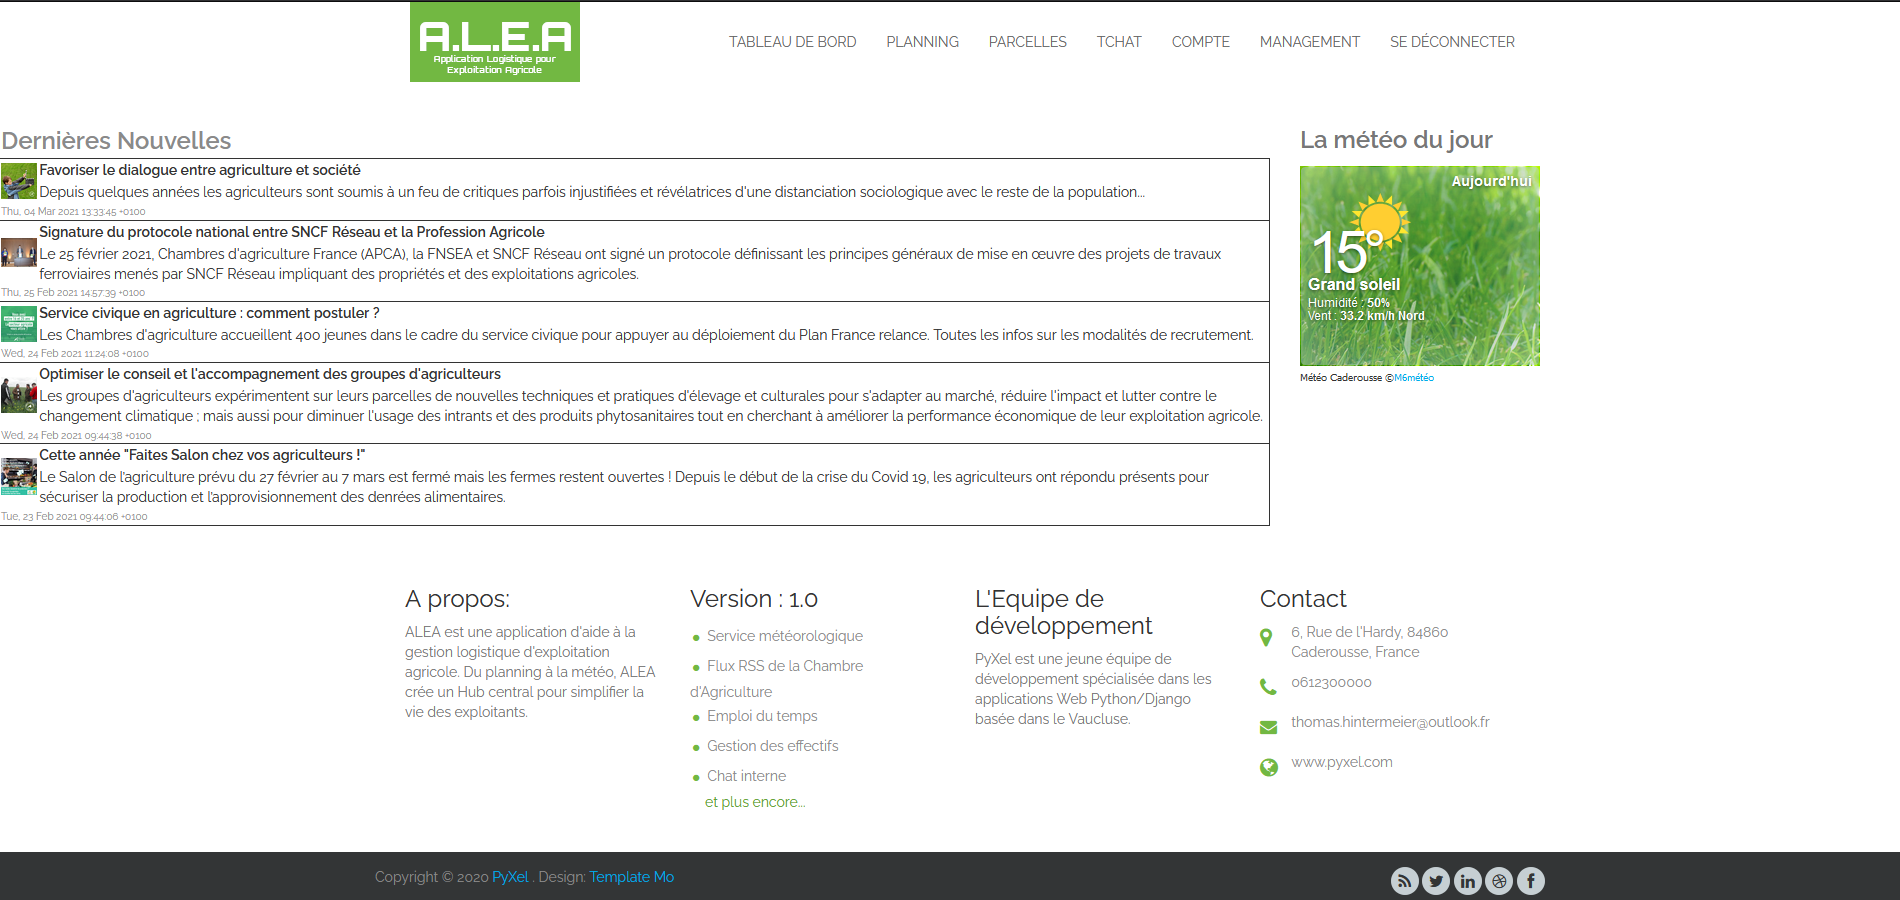 A.L.E.A
Application Logistique pour
Exploitation Agricole
TABLEAU DE BORD
PLANNING
PARCELLES
TCHAT
COMPTE
MANAGEMENT
SE DÉCONNECTER
Dernières Nouvelles
Favoriser le dialogue entre agriculture et société
Depuis quelques années les agriculteurs sont soumis à un feu de critiques parfois injustifiées et révélatrices d'une distanciation sociologique avec le reste de la population...
Thu, 04 Mar 2021 13:33:45 +0100
Signature du protocole national entre SNCF Réseau et la Profession Agricole
Le 25 février 2021, Chambres d'agriculture France (APCA), la FNSEA et SNCF Réseau ont signé un protocole définissant les principes généraux de mise en œuvre des projets de travaux
ferroviaires menés par SNCF Réseau impliquant des propriétés et des exploitations agricoles.
Thu, 25 Feb 2021 14:57:39 +0100
Service civique en agriculture : comment postuler ?
Les Chambres d'agriculture accueillent 400 jeunes dans le cadre du service civique pour appuyer au déploiement du Plan France relance. Toutes les infos sur les modalités de recrutement.
Wed, 24 Feb 2021 11:24:08 +0100
Optimiser le conseil et l'accompagnement des groupes d'agriculteurs
Les groupes d'agriculteurs expérimentent sur leurs parcelles de nouvelles techniques et pratiques d'élevage et culturales pour s'adapter au marché, réduire l'impact et lutter contre le
changement climatique ; mais aussi pour diminuer l'usage des intrants et des produits phytosanitaires tout en cherchant à améliorer la performance économique de leur exploitation agricole.
Wed, 24 Feb 2021 09:44:38 +0100
Cette année "Faites Salon chez vos agriculteurs !"
Le Salon de l'agriculture prévu du 27 février au 7 mars est fermé mais les fermes restent ouvertes ! Depuis le début de la crise du Covid 19, les agriculteurs ont répondu présents pour
sécuriser la production et l'approvisionnement des denrées alimentaires.
Tue, 23 Feb 2021 09:44:06 +0100
La météo du jour
Aujourd'hui
15°
Grand soleil
Humidité : 50%
Vent : 33.2 km/h Nord
Météo Caderousse ©M6météo
A propos:
ALEA est une application d'aide à la
gestion logistique d'exploitation
agricole. Du planning à la météo, ALEA
crée un Hub central pour simplifier la
vie des exploitants.
Version : 1.0
Service météorologique
Flux RSS de la Chambre
d'Agriculture
Emploi du temps
Gestion des effectifs
Chat interne
et plus encore...
L'Equipe de
développement
PyXel est une jeune équipe de
développement spécialisée dans les
applications Web Python/Django
basée dans le Vaucluse.
Contact
6, Rue de l'Hardy, 84860
Caderousse, France
0612300000
thomas.hintermeier@outlook.fr
www.pyxel.com
Copyright © 2020 PyXel . Design: Template Mo